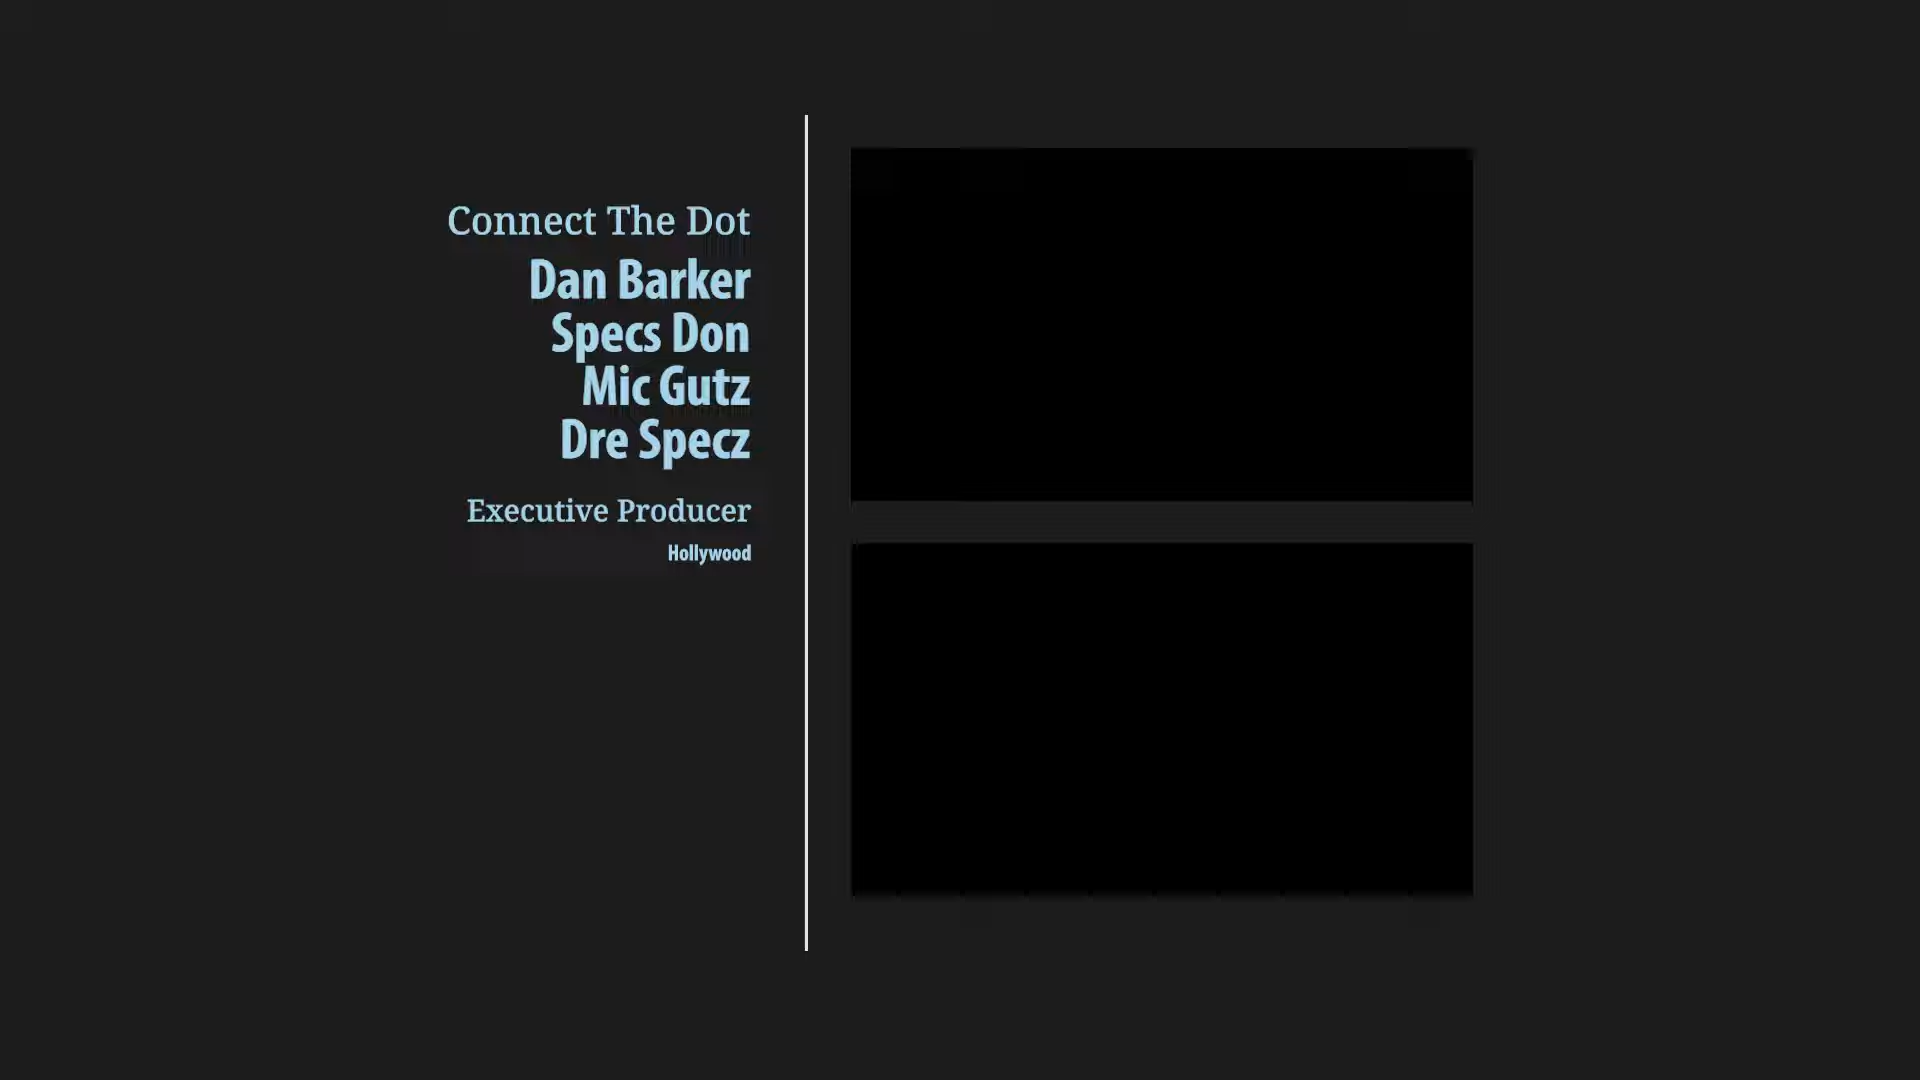 Connect The Dot
Dan Barker
Specs Don
Mic Gutz
Dre Specz
Executive Producer
Hollywood